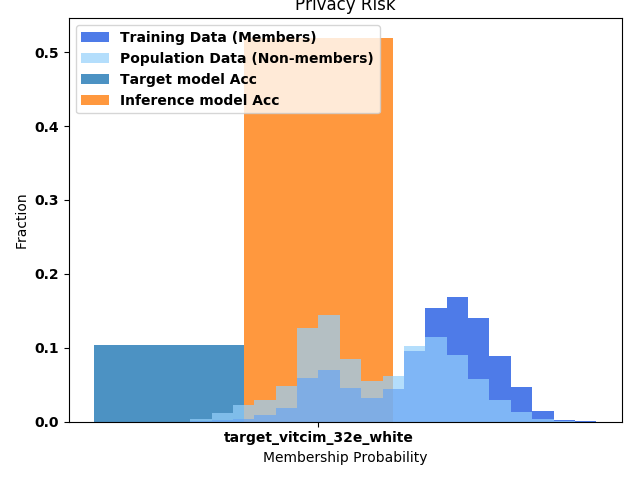 Privacy Risk
Training Data (Members)
Population Data (Non-members)
Target model Acc
Inference model Acc
0.5
0.4
0.3
0.2
0.1
0.0
Fraction
target_vitcim_32e_white
Membership Probability